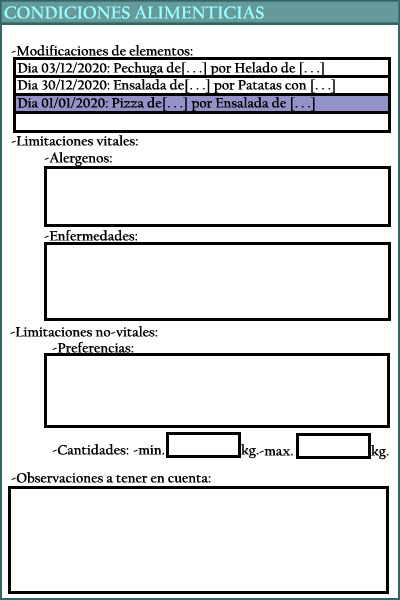 CONDICIONES ALIMENTICIAS
-Modificaciones de elementos:
Dia 03/12/2020: Pechuga de[. . .] por Helado de [. . .]
Dia 30/12/2020: Ensalada de[. . .] por Patatas con [. . .]
Dia 01/01/2020: Pizza de[. . .] por Ensalada de [. . .]
-Limitaciones vitales:
-Alergenos:
-Enfermedades:
-Limitaciones no-vitales:
-Preferencias:
-Cantidades: -min. kg.-max. kg.
-Observaciones a tener en cuenta: